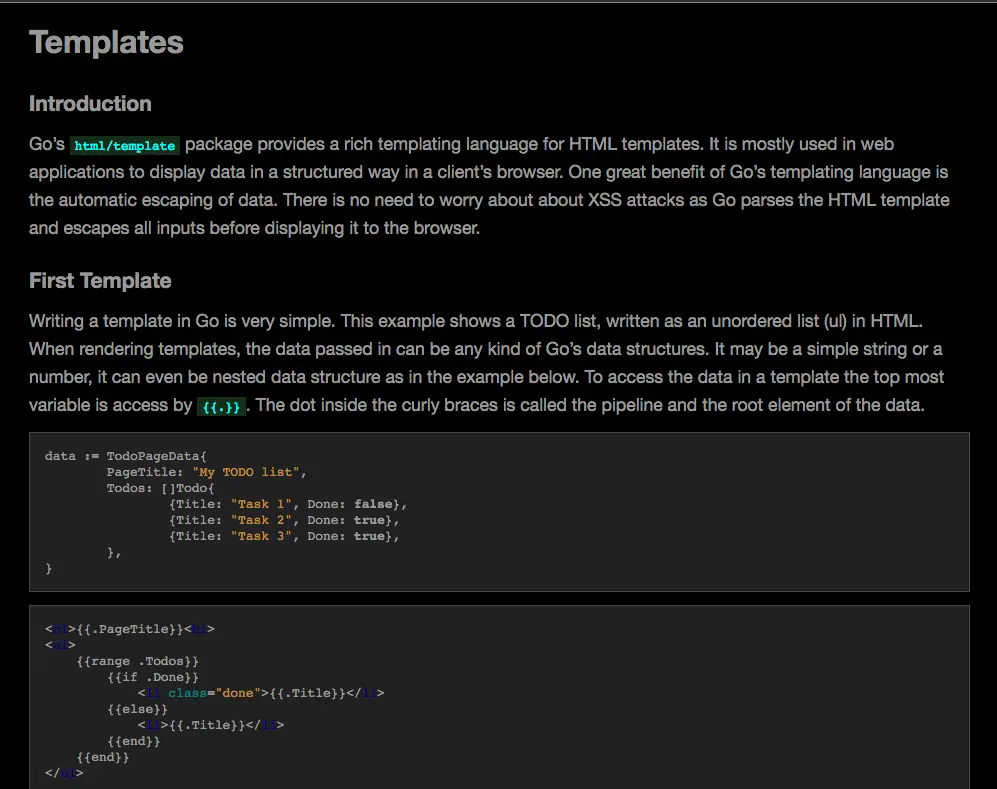 Templates
Introduction
Go’s html/template package provides a rich templating language for HTML templates. It is mostly used in web
applications to display data in a structured way in a client’s browser. One great benefit of Go’s templating language is
the automatic escaping of data. There is no need to worry about about XSS attacks as Go parses the HTML template
and escapes all inputs before displaying it to the browser.
First Template
Writing a template in Go is very simple. This example shows a TODO list, written as an unordered list (ul) in HTML.
When rendering templates, the data passed in can be any kind of Go’s data structures. It may be a simple string or a
number, it can even be nested data structure as in the example below. To access the data in a template the top most
variable is access by {{.}}. The dot inside the curly braces is called the pipeline and the root element of the data.
data := TodoPageData{
        PageTitle: "My TODO list",
        Todos: []Todo{
                {Title: "Task 1", Done: false},
                {Title: "Task 2", Done: true},
                {Title: "Task 3", Done: true},
        },
}
<h1>{{.PageTitle}}<h1>
<ul>
    {{range .Todos}}
        {{if .Done}}
            <li class="done">{{.Title}}</li>
        {{else}}
            <li>{{.Title}}</li>
        {{end}}
    {{end}}
</ul>